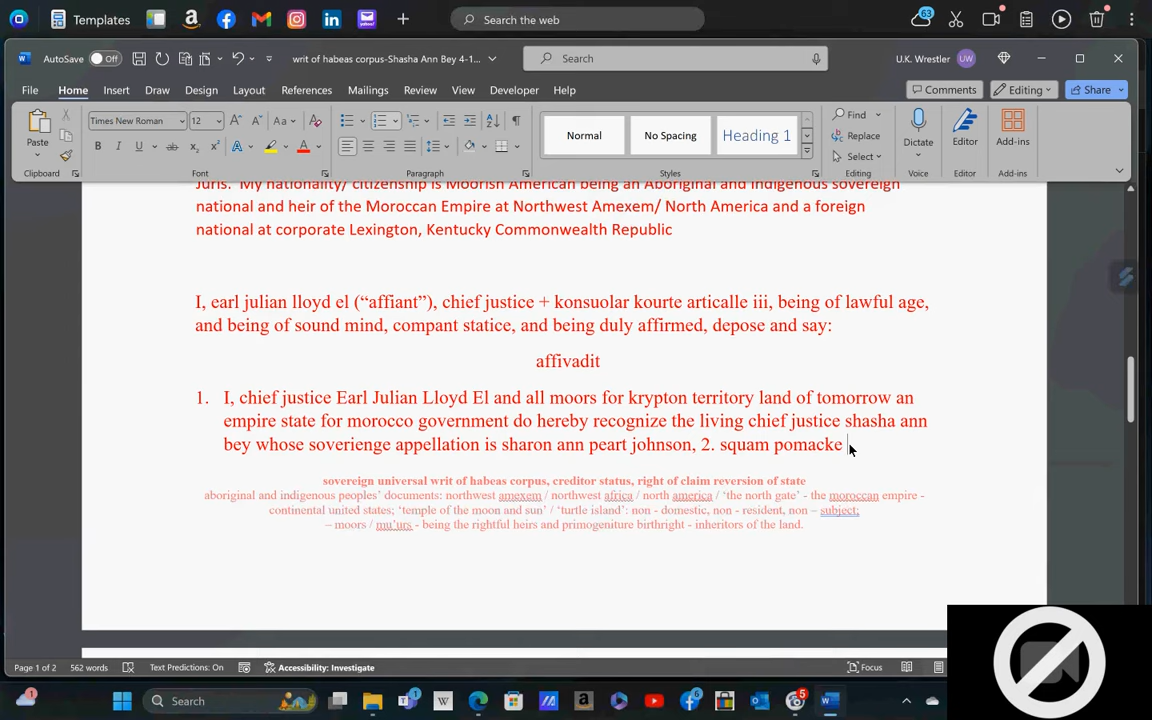 Templates
Search the web
63
AutoSave Off
writ of habeas corpus-Shasha Ann Bey 4-1...
Search
U.K. Wrestler UW
File Home Insert Draw Design Layout References Mailings Review View Developer Help
Comments Editing Share
Paste
Clipboard
Times New Roman 12
Font
Paragraph
Normal
No Spacing
Heading 1
Styles
Find
Replace
Select
Editing
Dictate
Voice
Editor
Editor
Add-ins
Add-ins
Juris. My nationality/ citizenship is Moorish American being an Aboriginal and Indigenous sovereign
national and heir of the Moroccan Empire at Northwest Amexem/ North America and a foreign
national at corporate Lexington, Kentucky Commonwealth Republic
I, earl julian lloyd el (“affiant”), chief justice + konsuolar kourte articalle iii, being of lawful age,
and being of sound mind, compant statice, and being duly affirmed, depose and say:
affivadit
1. I, chief justice Earl Julian Lloyd El and all moors for krypton territory land of tomorrow an
empire state for morocco government do hereby recognize the living chief justice shasha ann
bey whose soverienge appellation is sharon ann peart johnson, 2. squam pomacke
sovereign universal writ of habeas corpus, creditor status, right of claim reversion of state
aboriginal and indigenous peoples’ documents: northwest amexem / northwest africa / north america / ‘the north gate’ - the moroccan empire -
continental united states; ‘temple of the moon and sun’ / ‘turtle island’: non - domestic, non - resident, non – subject;
– moors / mu’urs - being the rightful heirs and primogeniture birthright - inheritors of the land.
Page 1 of 2 562 words Text Predictions: On Accessibility: Investigate Focus
Search